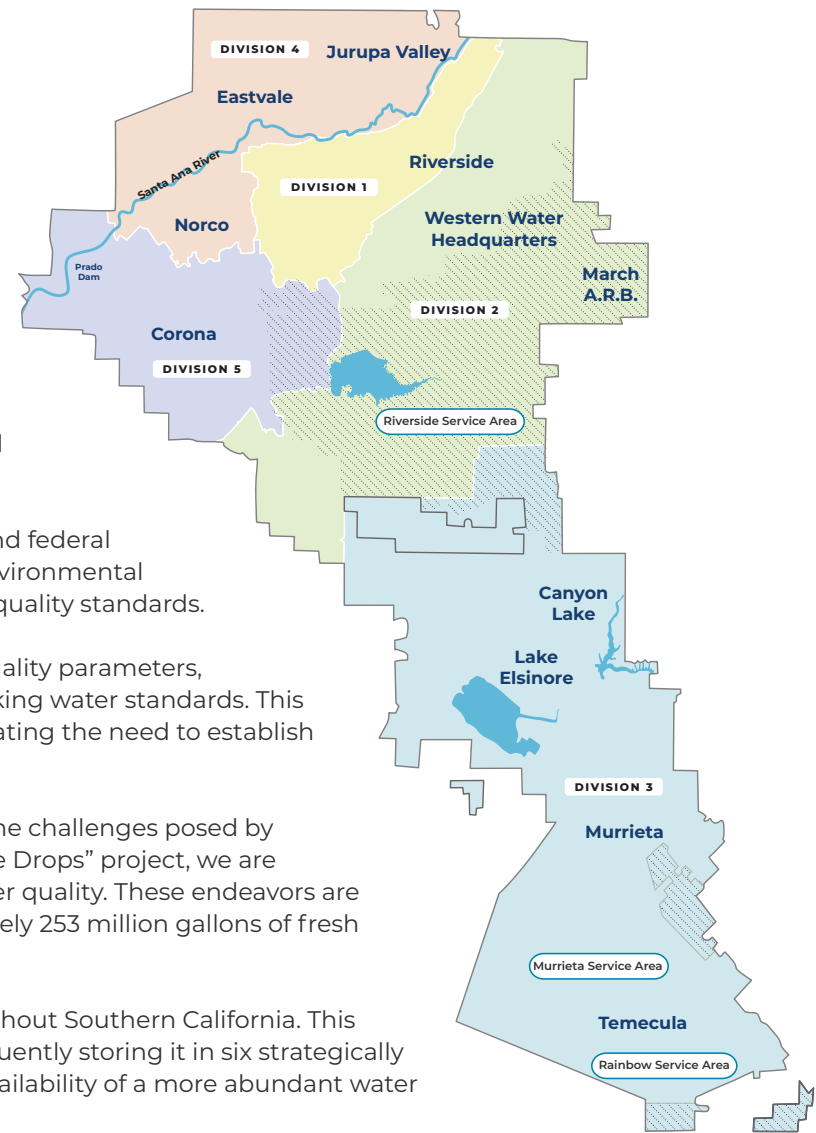 DIVISION 4
Jurupa Valley
Eastvale
Santa Ana River
Riverside
DIVISION 1
Norco
Western Water
Headquarters
Prado
Dam
March
A.R.B.
DIVISION 2
Corona
DIVISION 5
Riverside Service Area
nd federal
vironmental
quality standards.
Canyon
Lake
Lake
Elsinore
ality parameters,
king water standards. This
ating the need to establish
DIVISION 3
Murrieta
he challenges posed by
e Drops” project, we are
er quality. These endeavors are
ely 253 million gallons of fresh
Murrieta Service Area
Temecula
Rainbow Service Area
hout Southern California. This
uently storing it in six strategically
ailability of a more abundant water